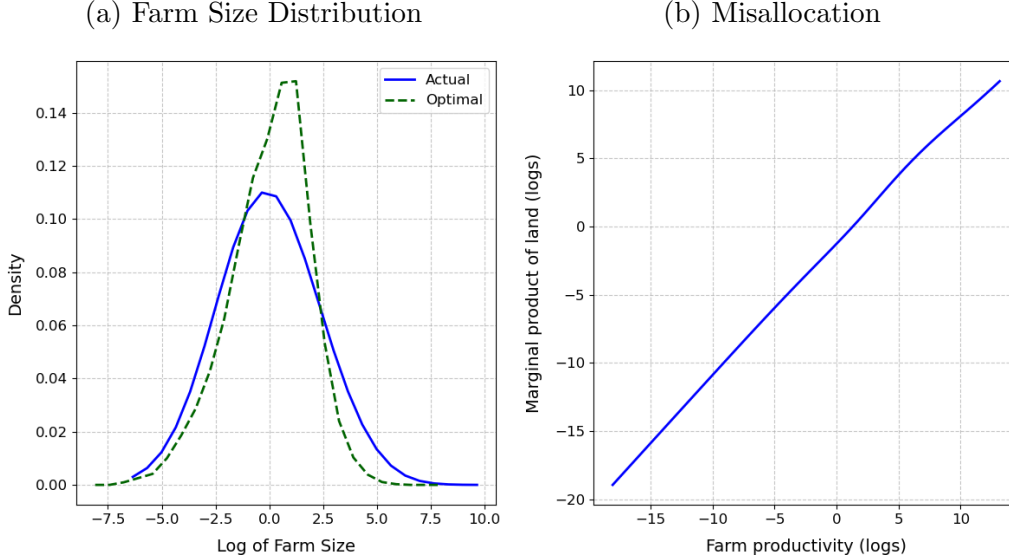 (a) Farm Size Distribution
Actual
Optimal
0.14
0.12
0.10
0.08
0.06
0.04
0.02
0.00
Density
−7.5 −5.0 −2.5 0.0 2.5 5.0 7.5 10.0
Log of Farm Size
(b) Misallocation
10
5
0
−5
−10
−15
−20
Marginal product of land (logs)
−15 −10 −5 0 5 10
Farm productivity (logs)